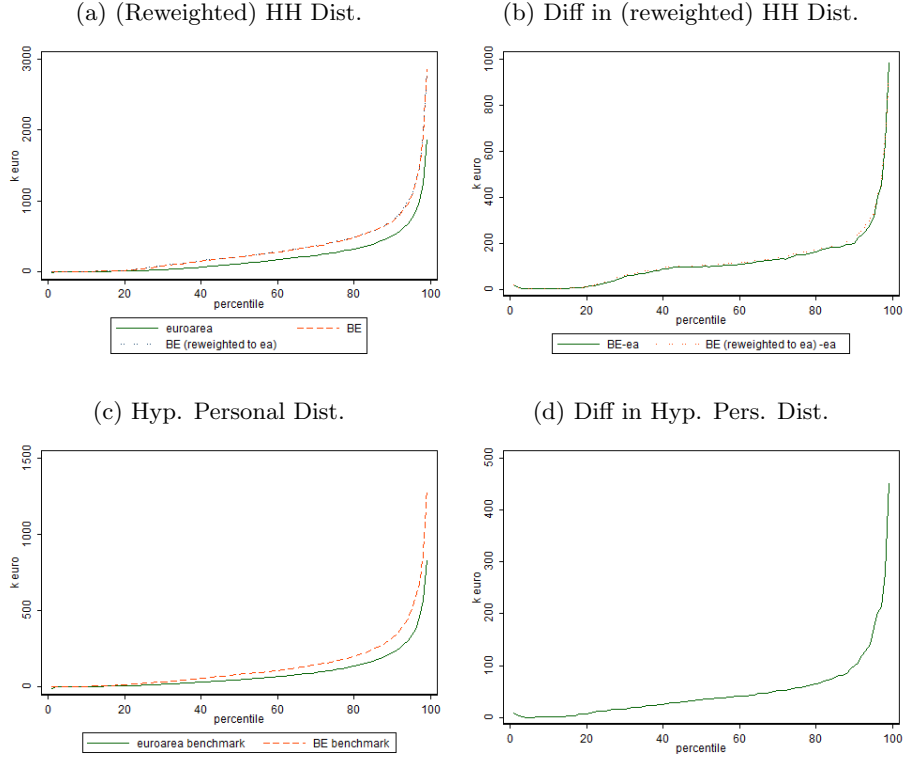 (a) (Reweighted) HH Dist.
3000
2000
1000
0
k euro
0 20 40 60 80 100
percentile
euroarea BE
BE (reweighted to ea)
(b) Diff in (reweighted) HH Dist.
1000
800
600
400
200
0
k euro
0 20 40 60 80 100
percentile
BE-ea BE (reweighted to ea) -ea
(c) Hyp. Personal Dist.
1500
1000
500
0
k euro
0 20 40 60 80 100
percentile
euroarea benchmark BE benchmark
(d) Diff in Hyp. Pers. Dist.
500
400
300
200
100
0
k euro
0 20 40 60 80 100
percentile